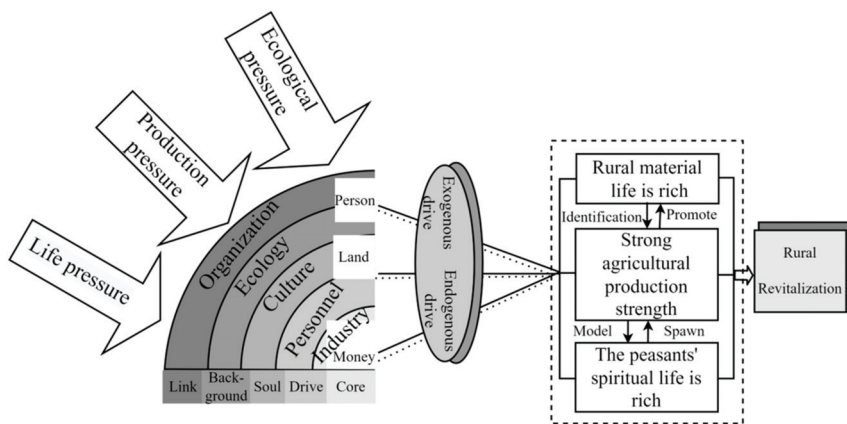 Ecological
pressure
Production
pressure
Life pressure
Organization
Ecology
Culture
Personnel
Industry
Person
Land
Money
Link
Back-
ground
Soul
Drive
Core
Exogenous
drive
Endogenous
drive
Rural material
life is rich
Identification
Promote
Strong
agricultural
production
strength
Model
Spawn
The peasants'
spiritual life is
rich
Rural
Revitalization